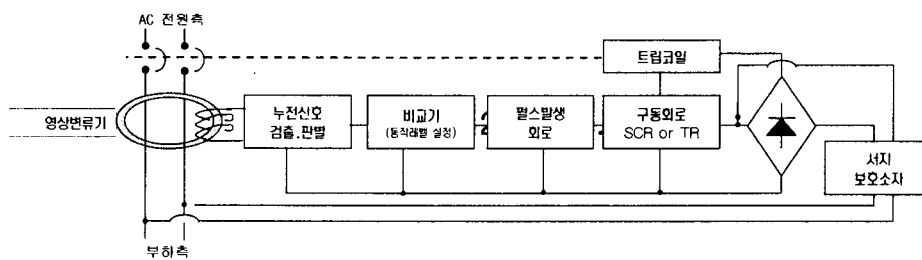 AC 전원측
트립코일
영상변류기
누전신호
검출.판별
비교기
(동작레벨 설정)
펄스발생
회로
구동회로
SCR or TR
서지
보호소자
부하측